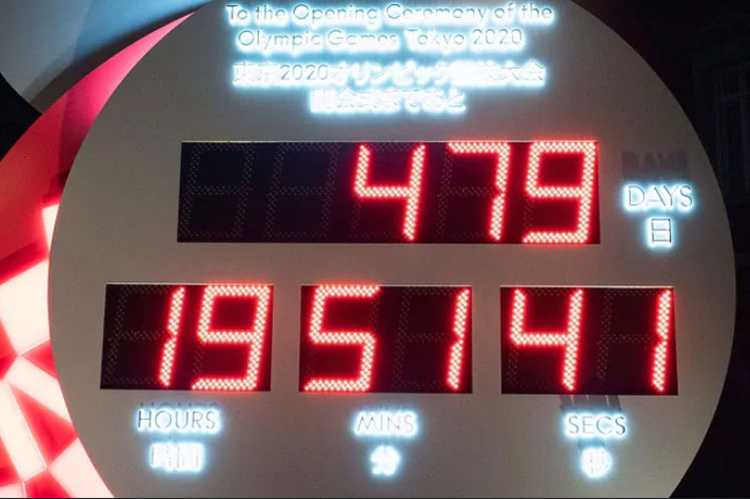 To the Opening Ceremony of the
Olympic Games Tokyo 2020
東京2020オリンピック競技大会
開会式まであと
479
DAYS
日
19 51 41
HOURS MINS SECS
時間 分 秒